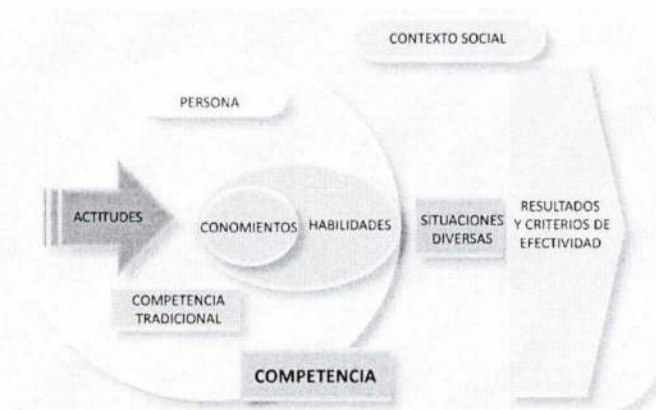 CONTEXTO SOCIAL
PERSONA
ACTITUDES
CONOMIENTOS
HABILIDADES
SITUACIONES
DIVERSAS
RESULTADOS
Y CRITERIOS DE
EFECTIVIDAD
COMPETENCIA
TRADICIONAL
COMPETENCIA